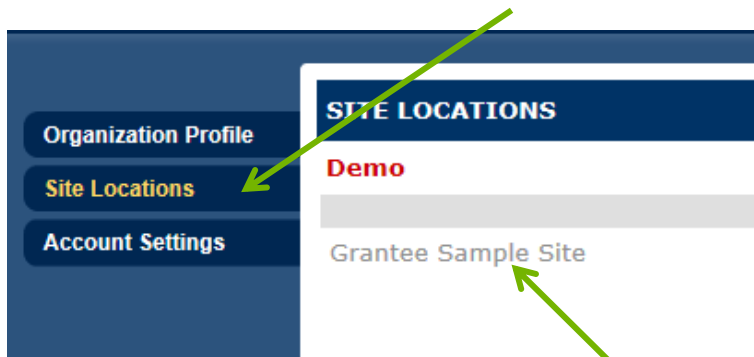 Organization Profile
Site Locations
Account Settings
SITE LOCATIONS
Demo
Grantee Sample Site